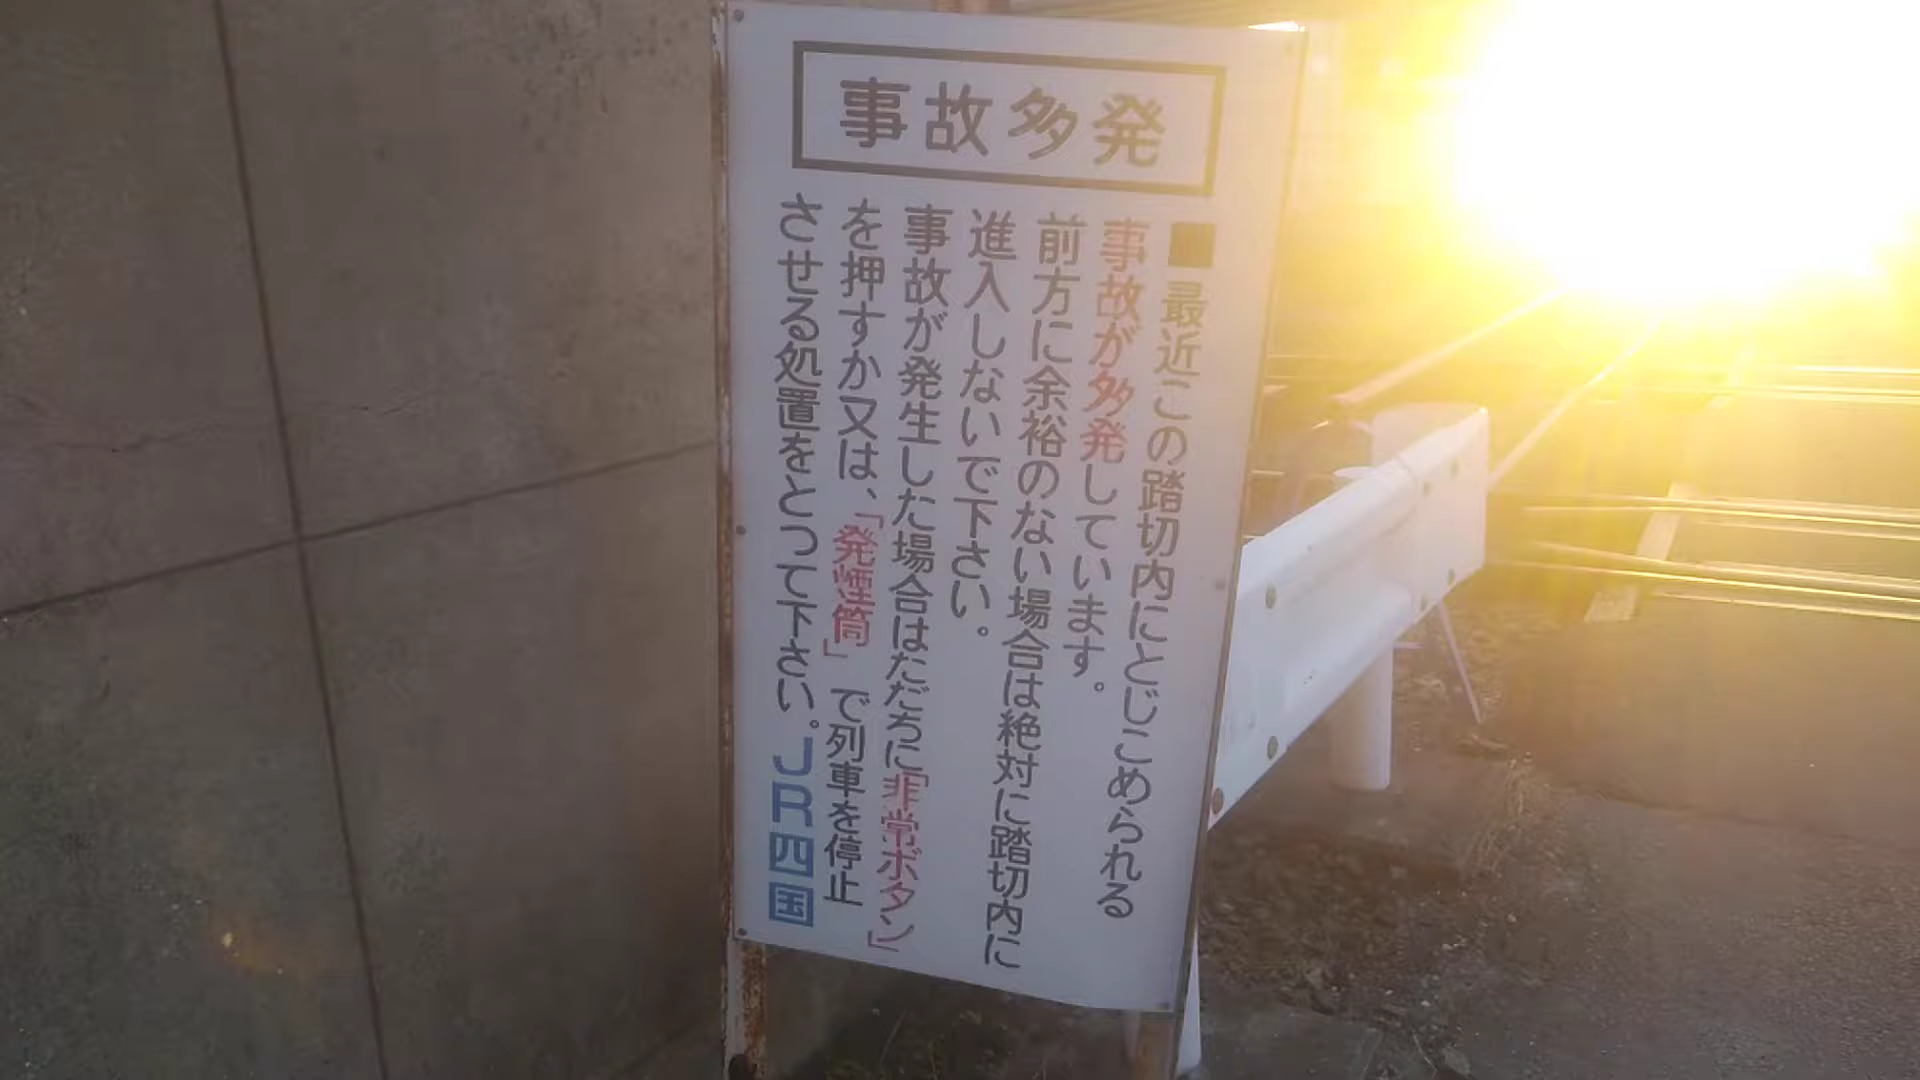 事故多発
■最近この踏切内にとじこめられる
事故が多発しています。
前方に余裕のない場合は絶対に踏切内に
進入しないで下さい。
事故が発生した場合はただちに「非常ボタン」
を押すか又は、「発煙筒」で列車を停止
させる処置をとって下さい。JR四国